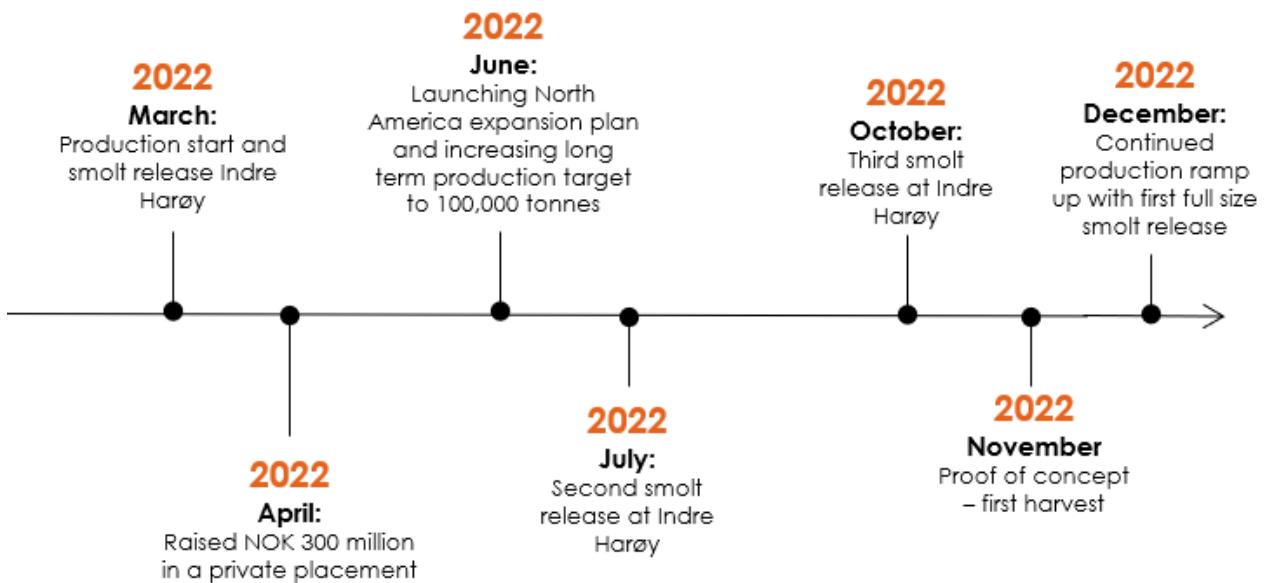 2022
March:
Production start and
smolt release Indre
Harøy
2022
April:
Raised NOK 300 million
in a private placement
2022
June:
Launching North
America expansion plan
and increasing long
term production target
to 100,000 tonnes
2022
July:
Second smolt
release at Indre
Harøy
2022
October:
Third smolt
release at Indre
Harøy
2022
November
Proof of concept
– first harvest
2022
December:
Continued
production ramp
up with first full size
smolt release